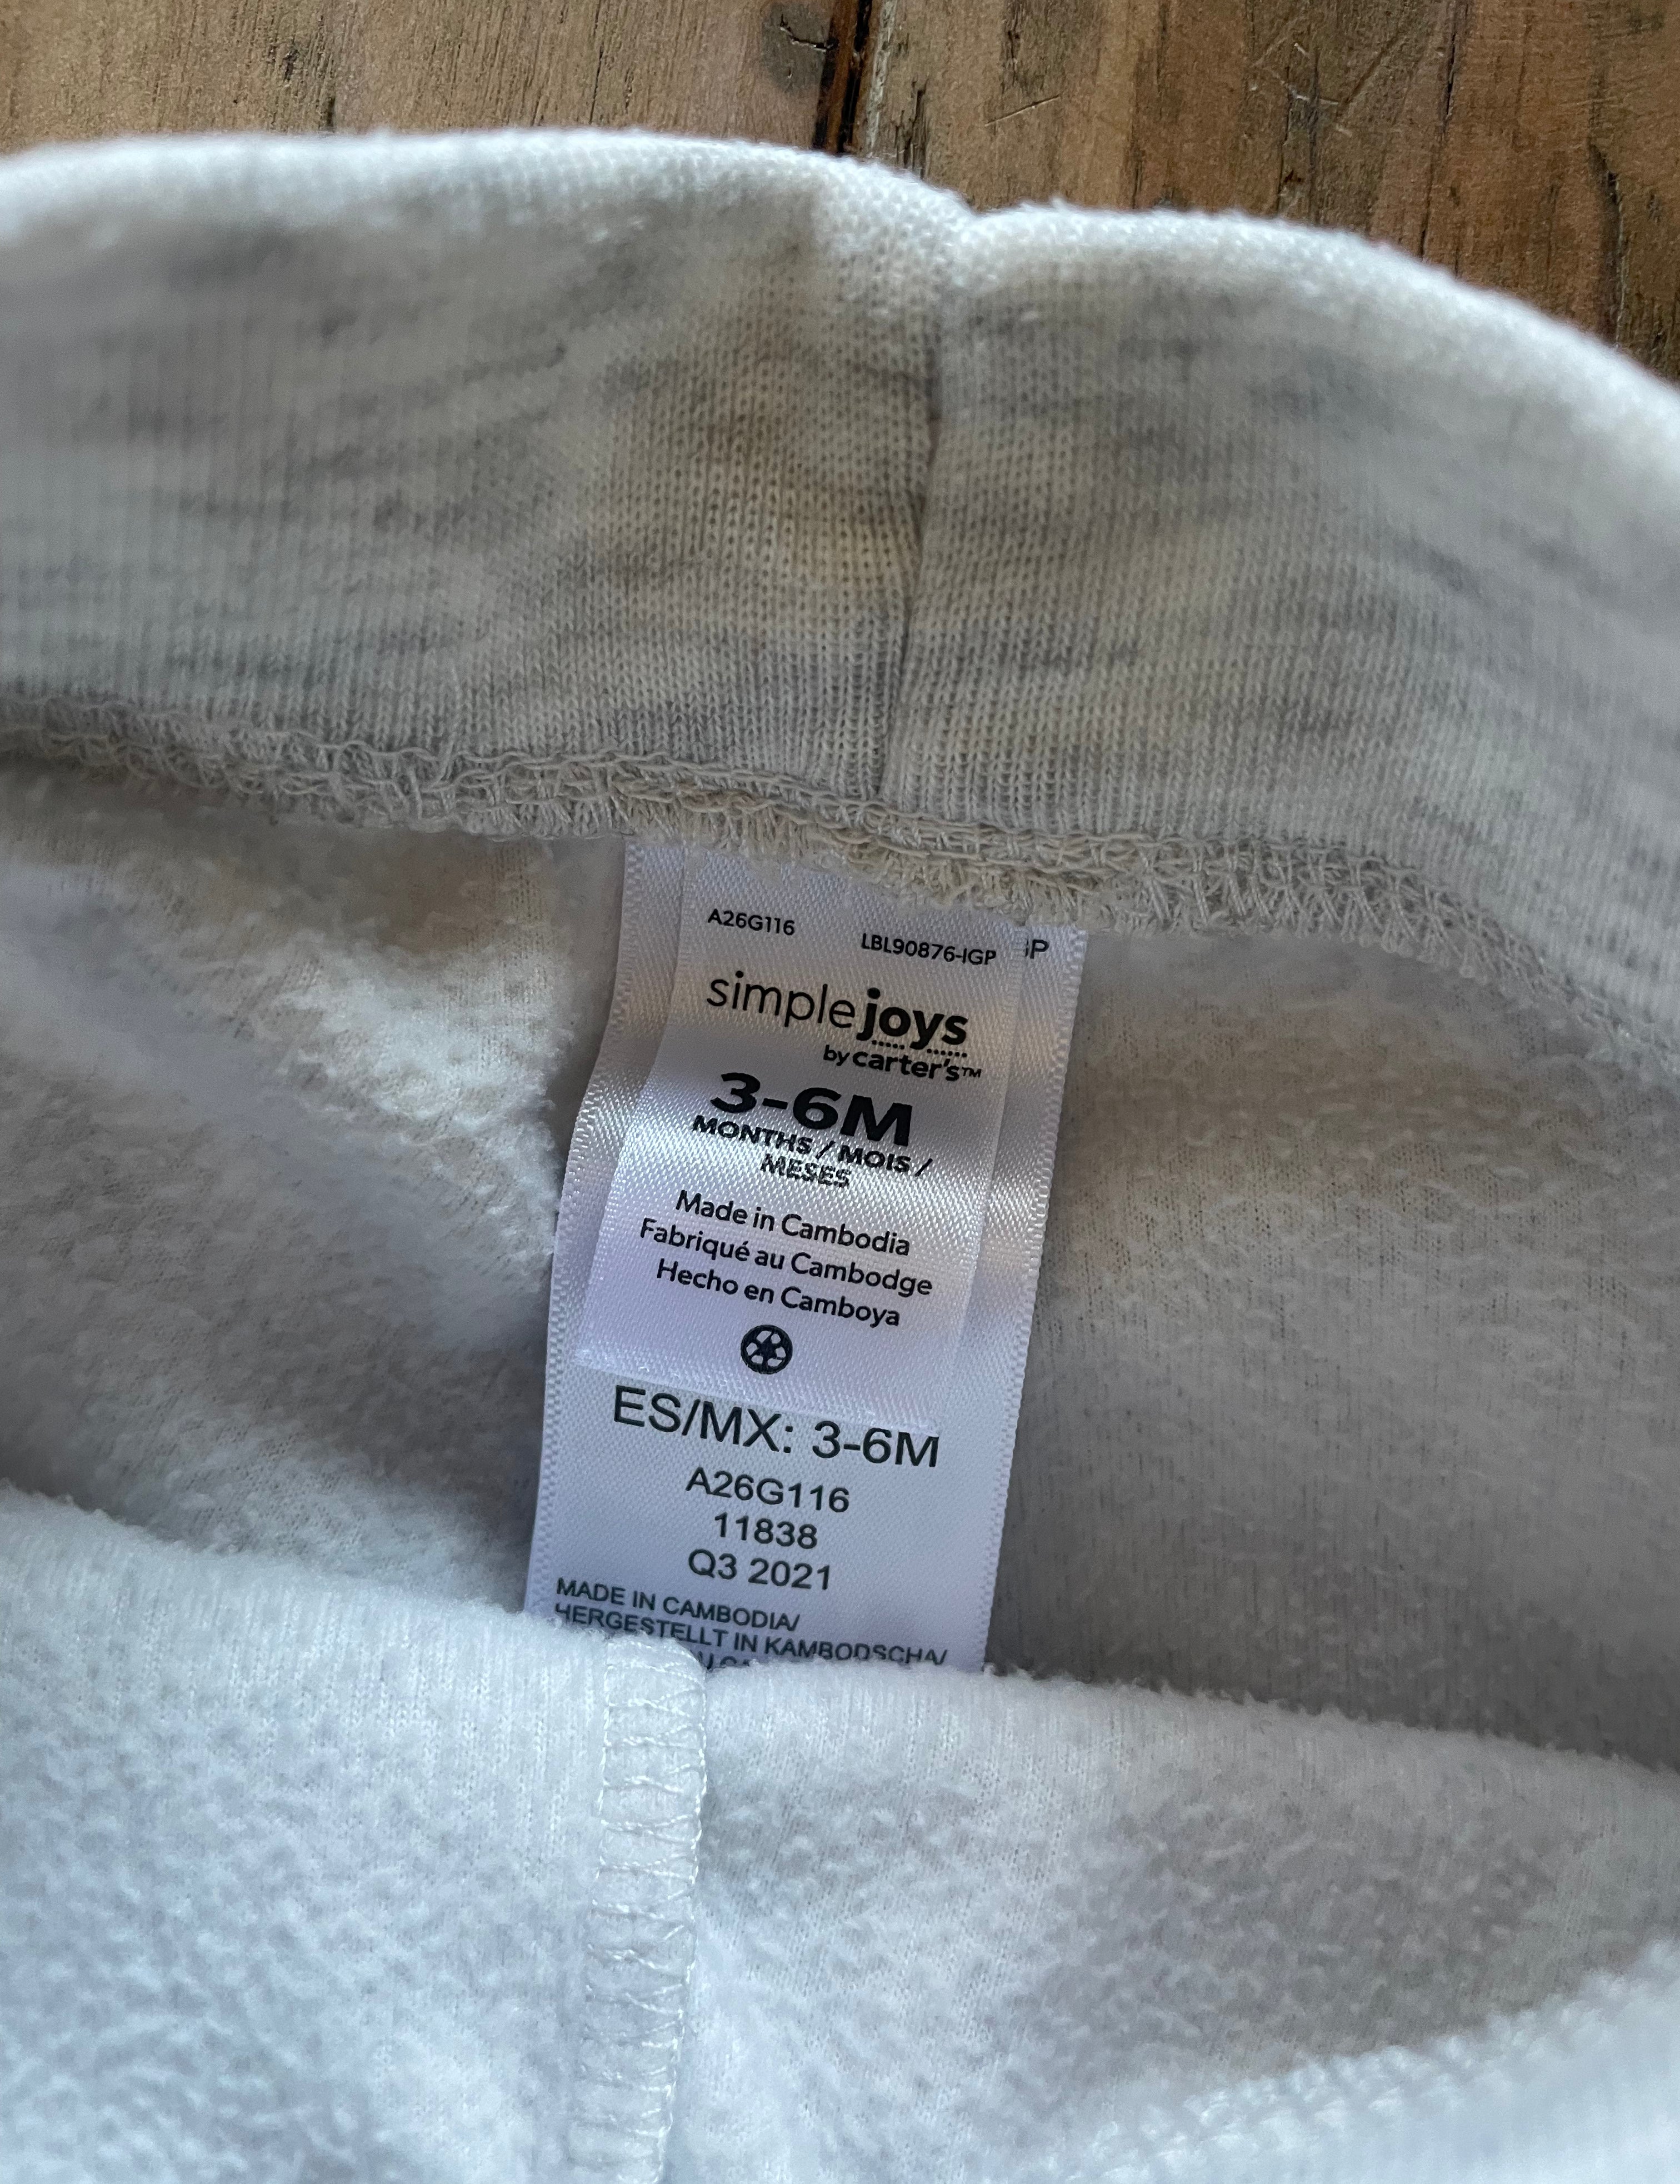 A26G116
LBL90876-IGP
simple joys
by carter's™
3-6M
MONTHS / MOIS /
MESES
Made in Cambodia
Fabriqué au Cambodge
Hecho en Camboya
ES/MX: 3-6M
A26G116
11838
Q3 2021
MADE IN CAMBODIA/
HERGESTELLT IN KAMBODSCHA/